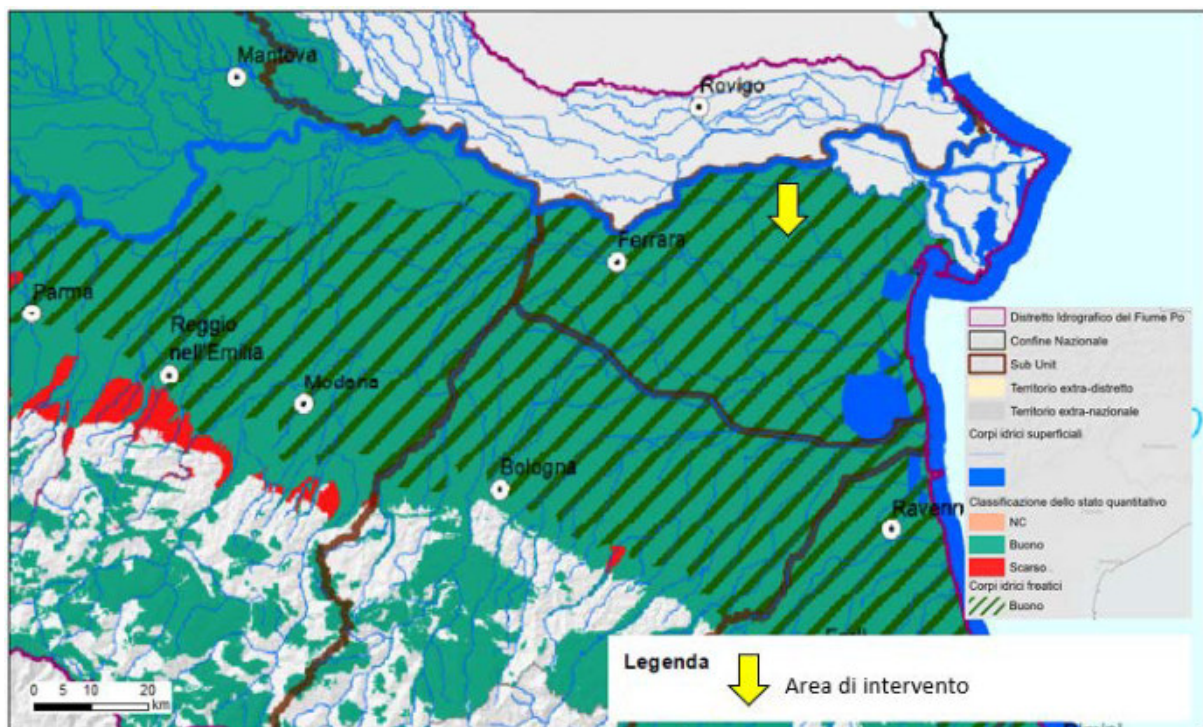 Mantova
Rovigo
Ferrara
Parma
Reggio
nell'Emilia
Modena
Bologna
Ravenn
Distretto Idrografico del Fiume Po
Confine Nazionale
Sub Unit
Territorio extra-distretto
Territorio extra-nazionale
Corpi idrici superficiali
Classificazione dello stato quantitativo
NC
Buono
Scarso
Corpi idrici freatici
Buono
Legenda
Area di intervento
0 5 10 20
km